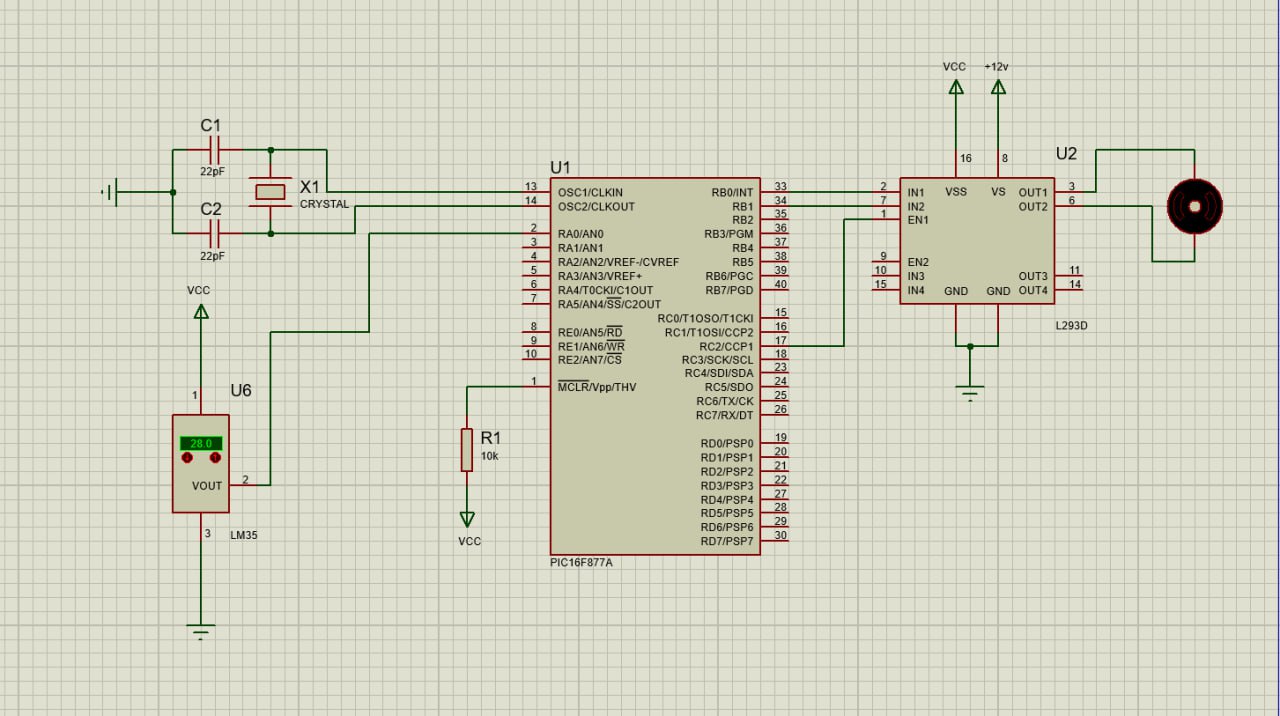 VCC +12v
C1
22pF
X1
CRYSTAL
C2
22pF
VCC
1
U6
28.0
VOUT 2
3
LM35
U1
13 OSC1/CLKIN
14 OSC2/CLKOUT
2 RA0/AN0
3 RA1/AN1
4 RA2/AN2/VREF-/CVREF
5 RA3/AN3/VREF+
6 RA4/T0CKI/C1OUT
7 RA5/AN4/SS/C2OUT
8 RE0/AN5/RD
9 RE1/AN6/WR
10 RE2/AN7/CS
1 MCLR/Vpp/THV
RB0/INT 33
RB1 34
RB2 35
RB3/PGM 36
RB4 37
RB5 38
RB6/PGC 39
RB7/PGD 40
RC0/T1OSO/T1CKI 15
RC1/T1OSI/CCP2 16
RC2/CCP1 17
RC3/SCK/SCL 18
RC4/SDI/SDA 23
RC5/SDO 24
RC6/TX/CK 25
RC7/RX/DT 26
RD0/PSP0 19
RD1/PSP1 20
RD2/PSP2 21
RD3/PSP3 22
RD4/PSP4 27
RD5/PSP5 28
RD6/PSP6 29
RD7/PSP7 30
PIC16F877A
R1
10k
VCC
16 8
U2
VSS VS
2 IN1 OUT1 3
7 IN2 OUT2 6
1 EN1
9 EN2
10 IN3 OUT3 11
15 IN4 GND GND OUT4 14
L293D